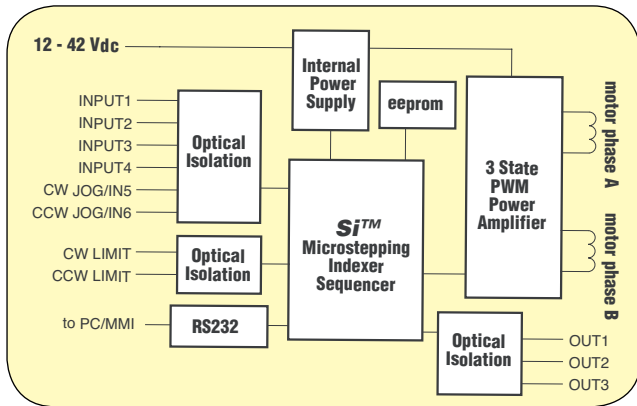 12 - 42 Vdc
Internal
Power
Supply
eeprom
INPUT1
INPUT2
INPUT3
INPUT4
CW JOG/IN5
CCW JOG/IN6
Optical
Isolation
3 State
PWM
Power
Amplifier
motor phase A
motor phase B
Si™
Microstepping
Indexer
Sequencer
CW LIMIT
CCW LIMIT
Optical
Isolation
to PC/MMI
RS232
Optical
Isolation
OUT1
OUT2
OUT3